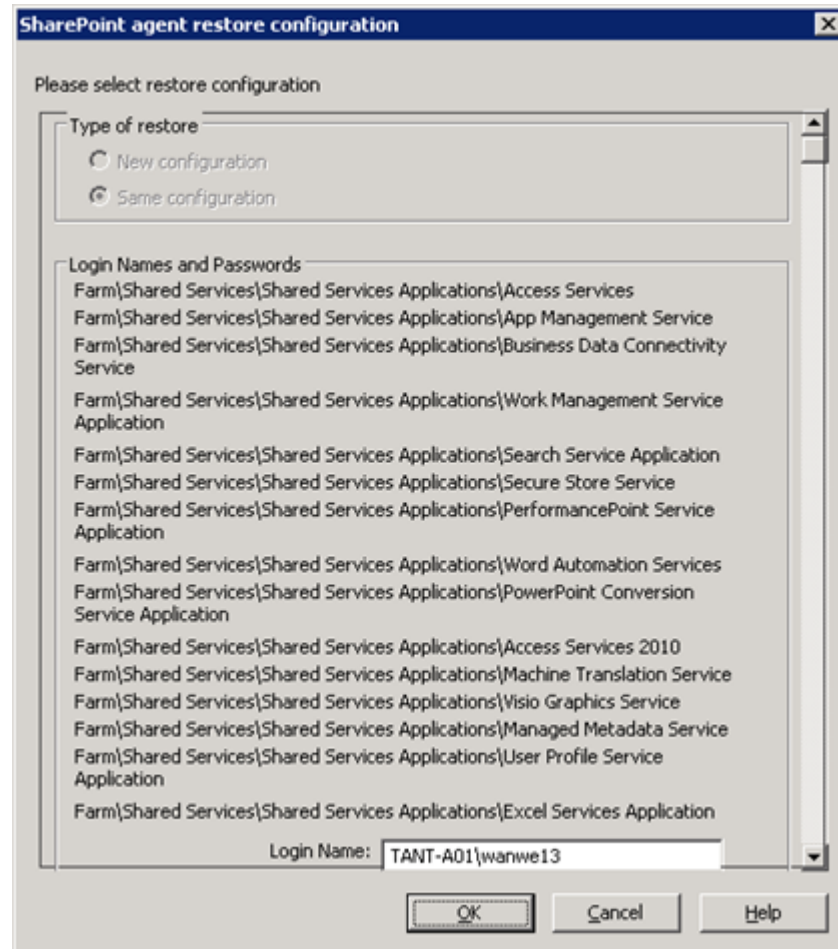 SharePoint agent restore configuration
Please select restore configuration
Type of restore
New configuration
Same configuration
Login Names and Passwords
Farm\Shared Services\Shared Services Applications\Access Services
Farm\Shared Services\Shared Services Applications\App Management Service
Farm\Shared Services\Shared Services Applications\Business Data Connectivity
Service
Farm\Shared Services\Shared Services Applications\Work Management Service
Application
Farm\Shared Services\Shared Services Applications\Search Service Application
Farm\Shared Services\Shared Services Applications\Secure Store Service
Farm\Shared Services\Shared Services Applications\PerformancePoint Service
Application
Farm\Shared Services\Shared Services Applications\Word Automation Services
Farm\Shared Services\Shared Services Applications\PowerPoint Conversion
Service Application
Farm\Shared Services\Shared Services Applications\Access Services 2010
Farm\Shared Services\Shared Services Applications\Machine Translation Service
Farm\Shared Services\Shared Services Applications\Visio Graphics Service
Farm\Shared Services\Shared Services Applications\Managed Metadata Service
Farm\Shared Services\Shared Services Applications\User Profile Service
Application
Farm\Shared Services\Shared Services Applications\Excel Services Application
Login Name: TANT-A01\wanwe13
OK Cancel Help